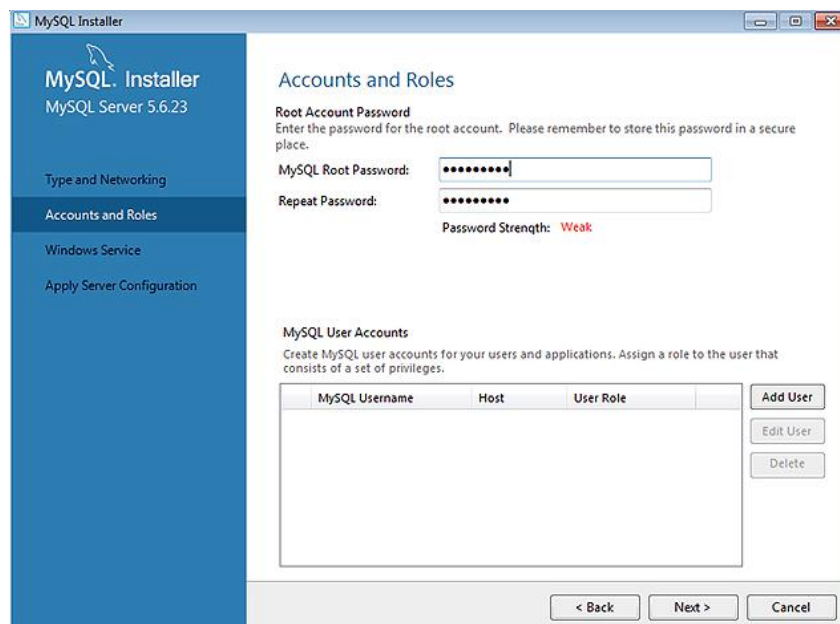 MySQL Installer
MySQL. Installer
MySQL Server 5.6.23
Type and Networking
Accounts and Roles
Windows Service
Apply Server Configuration
Accounts and Roles
Root Account Password
Enter the password for the root account. Please remember to store this password in a secure
place.
MySQL Root Password: •••••••••
Repeat Password: •••••••••
Password Strength: Weak
MySQL User Accounts
Create MySQL user accounts for your users and applications. Assign a role to the user that
consists of a set of privileges.
MySQL Username Host User Role
Add User
Edit User
Delete
< Back Next > Cancel